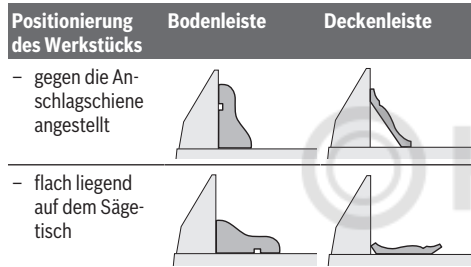 Positionierung Bodenleiste Deckenleiste
des Werkstücks
– gegen die An-
schlagschiene
angestellt
– flach liegend
auf dem Säge-
tisch